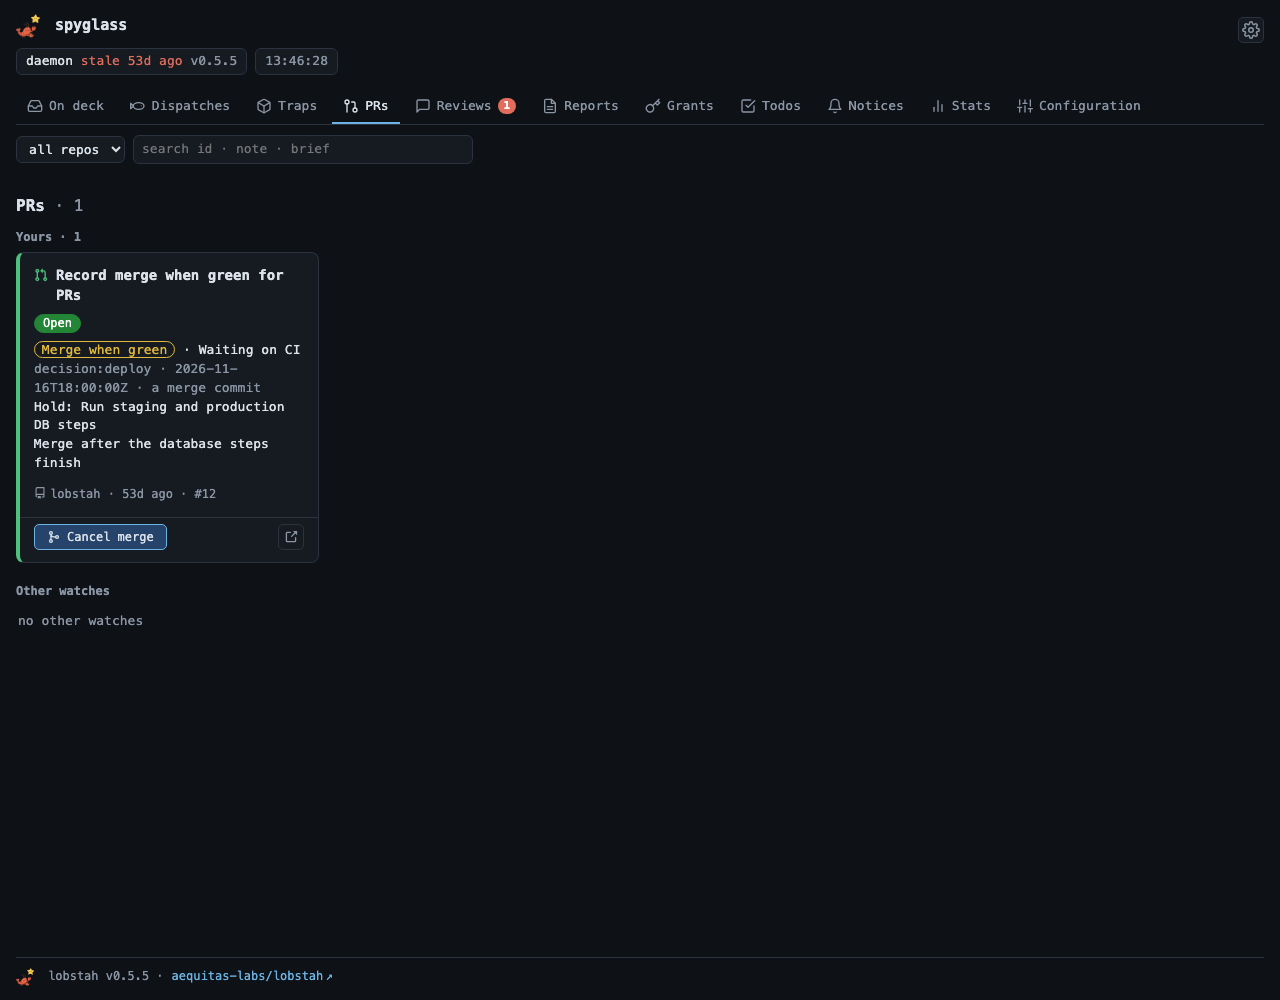 spyglass
daemon stale 53d ago v0.5.5
13:46:28
On deck
Dispatches
Traps
PRs
Reviews 1
Reports
Grants
Todos
Notices
Stats
Configuration
all repos
search id · note · brief
PRs · 1
Yours · 1
Record merge when green for
PRs
Open
Merge when green · Waiting on CI
decision:deploy · 2026-11-
16T18:00:00Z · a merge commit
Hold: Run staging and production
DB steps
Merge after the database steps
finish
lobstah · 53d ago · #12
Cancel merge
Other watches
no other watches
lobstah v0.5.5 · aequitas-labs/lobstah↗